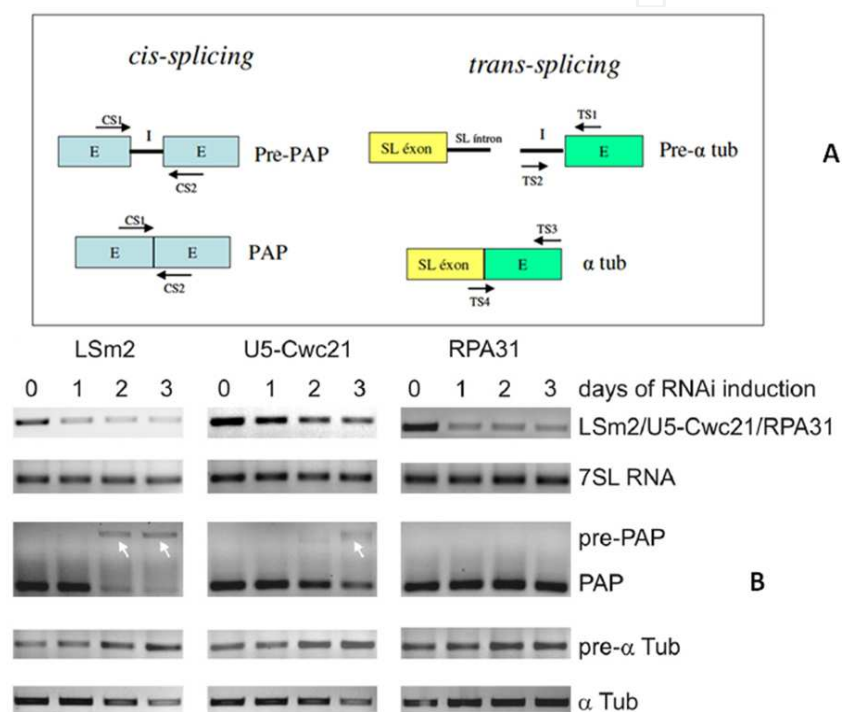 cis-splicing
trans-splicing
CS1
I
E
E
Pre-PAP
CS2
SL éxon
SL íntron
I
TS1
E
Pre-α tub
TS2
A
CS1
E
E
PAP
CS2
TS3
SL éxon
E
α tub
TS4
LSm2
U5-Cwc21
RPA31
0 1 2 3 0 1 2 3 0 1 2 3 days of RNAi induction
LSm2/U5-Cwc21/RPA31
7SL RNA
pre-PAP
PAP
B
pre-α Tub
α Tub